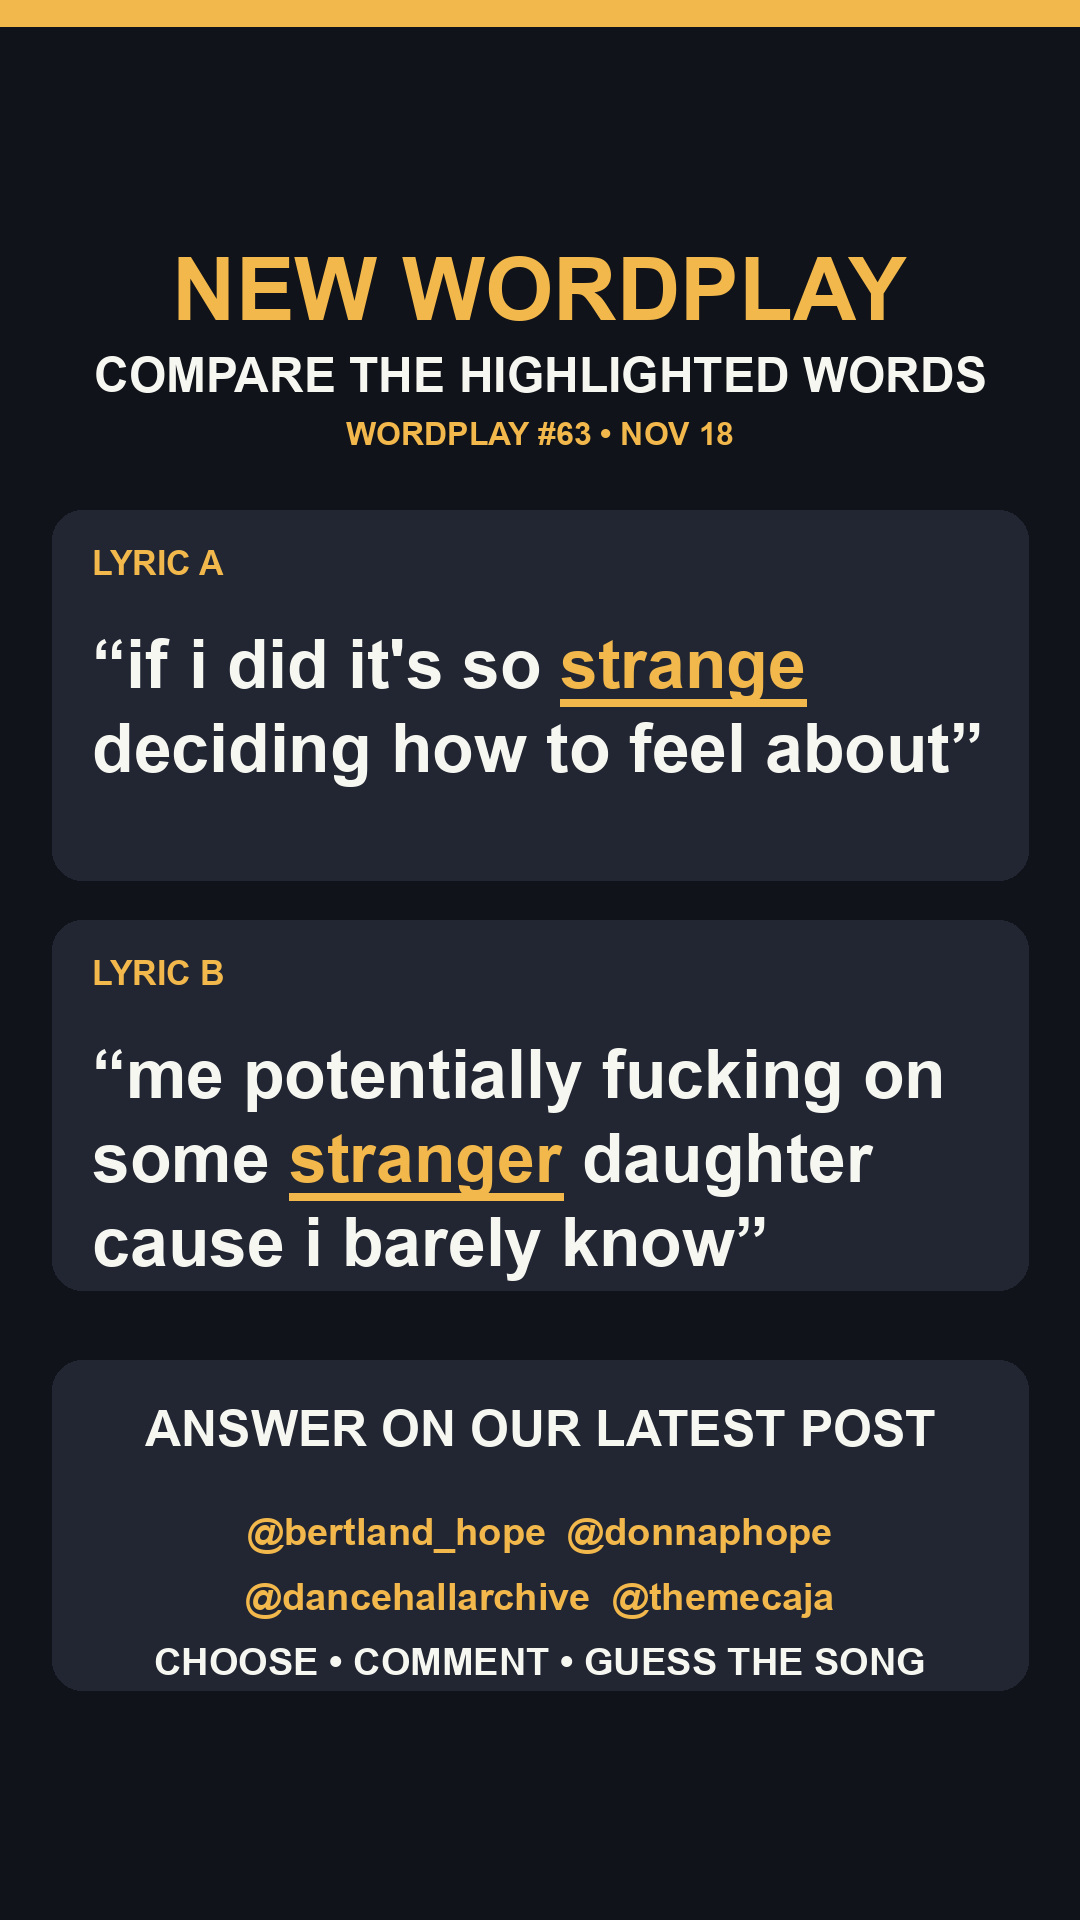 NEW WORDPLAY
COMPARE THE HIGHLIGHTED WORDS
WORDPLAY #63 • NOV 18
LYRIC A
“if i did it's so strange
deciding how to feel about”
LYRIC B
“me potentially fucking on
some stranger daughter
cause i barely know”
ANSWER ON OUR LATEST POST
@bertland_hope @donnaphope
@dancehallarchive @themecaja
CHOOSE • COMMENT • GUESS THE SONG